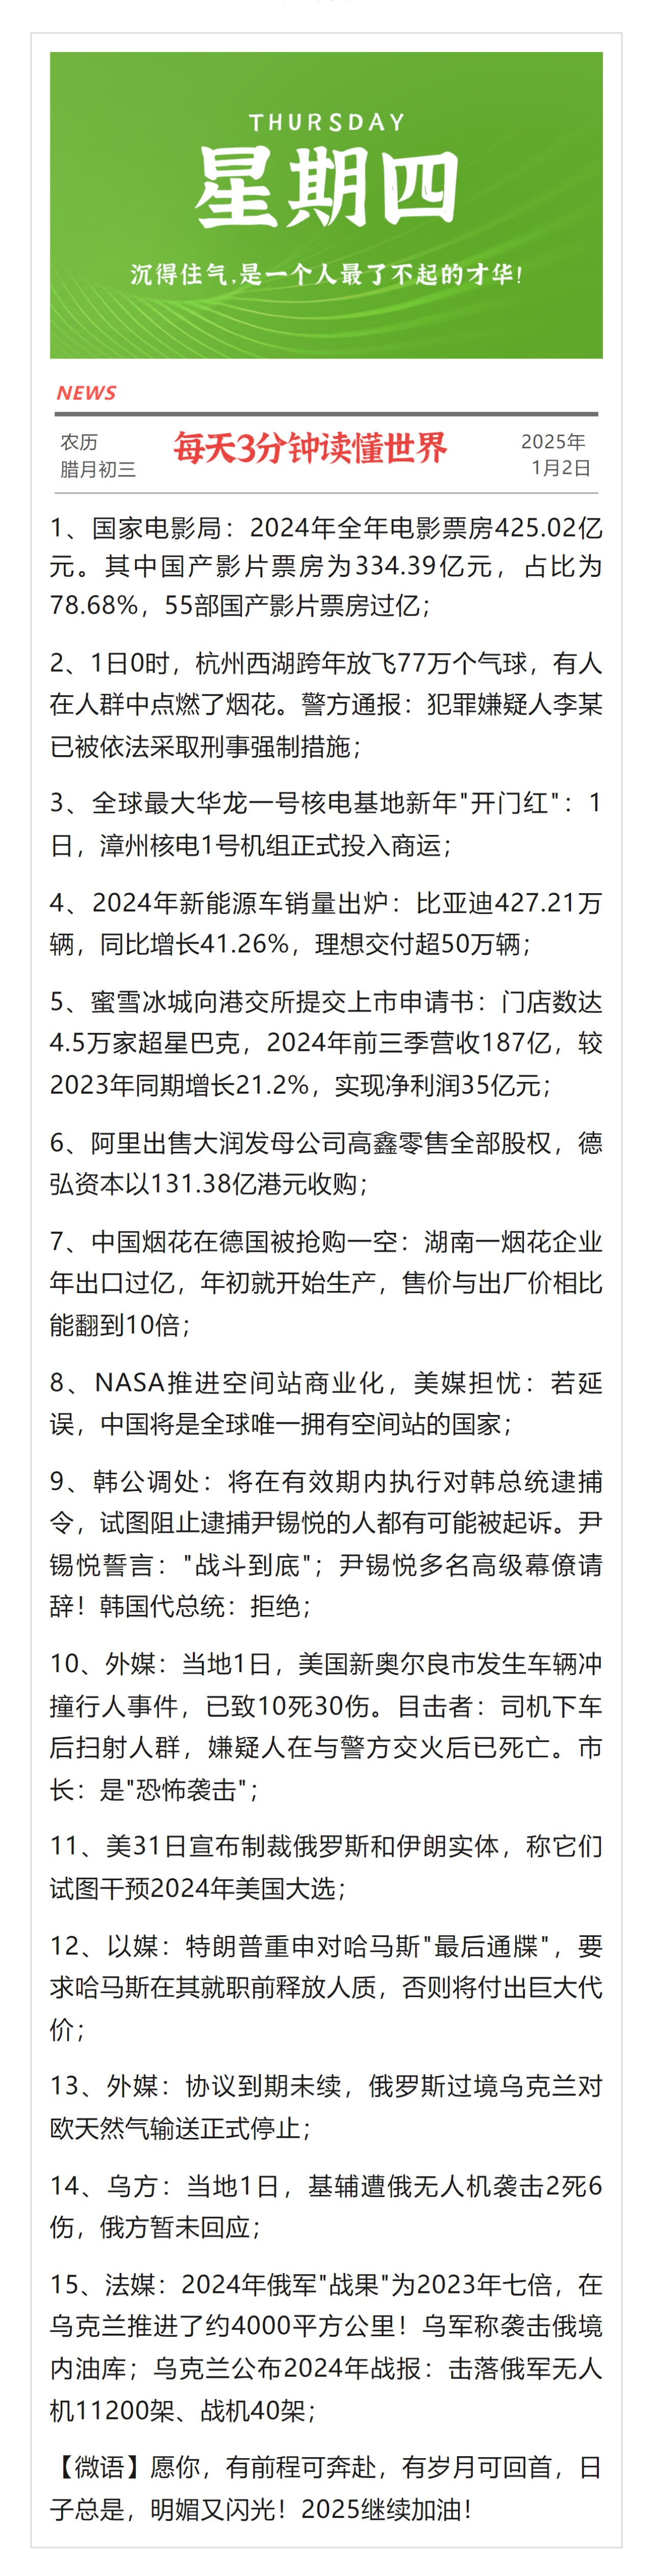 THURSDAY
星期四
沉得住气,是一个人最了不起的才华!
NEWS
农历
腊月初三
每天3分钟读懂世界
2025年
1月2日
1、国家电影局：2024年全年电影票房425.02亿
元。其中国产影片票房为334.39亿元，占比为
78.68%，55部国产影片票房过亿；
2、1日0时，杭州西湖跨年放飞77万个气球，有人
在人群中点燃了烟花。警方通报：犯罪嫌疑人李某
已被依法采取刑事强制措施；
3、全球最大华龙一号核电基地新年"开门红"：1
日，漳州核电1号机组正式投入商运；
4、2024年新能源车销量出炉：比亚迪427.21万
辆，同比增长41.26%，理想交付超50万辆；
5、蜜雪冰城向港交所提交上市申请书：门店数达
4.5万家超星巴克，2024年前三季营收187亿，较
2023年同期增长21.2%，实现净利润35亿元；
6、阿里出售大润发母公司高鑫零售全部股权，德
弘资本以131.38亿港元收购；
7、中国烟花在德国被抢购一空：湖南一烟花企业
年出口过亿，年初就开始生产，售价与出厂价相比
能翻到10倍；
8、NASA推进空间站商业化，美媒担忧：若延
误，中国将是全球唯一拥有空间站的国家；
9、韩公调处：将在有效期内执行对韩总统逮捕
令，试图阻止逮捕尹锡悦的人都有可能被起诉。尹
锡悦誓言："战斗到底"；尹锡悦多名高级幕僚请
辞！韩国代总统：拒绝；
10、外媒：当地1日，美国新奥尔良市发生车辆冲
撞行人事件，已致10死30伤。目击者：司机下车
后扫射人群，嫌疑人在与警方交火后已死亡。市
长：是"恐怖袭击"；
11、美31日宣布制裁俄罗斯和伊朗实体，称它们
试图干预2024年美国大选；
12、以媒：特朗普重申对哈马斯"最后通牒"，要
求哈马斯在其就职前释放人质，否则将付出巨大代
价；
13、外媒：协议到期未续，俄罗斯过境乌克兰对
欧天然气输送正式停止；
14、乌方：当地1日，基辅遭俄无人机袭击2死6
伤，俄方暂未回应；
15、法媒：2024年俄军"战果"为2023年七倍，在
乌克兰推进了约4000平方公里！乌军称袭击俄境
内油库；乌克兰公布2024年战报：击落俄军无人
机11200架、战机40架；
【微语】愿你，有前程可奔赴，有岁月可回首，日
子总是，明媚又闪光！2025继续加油！